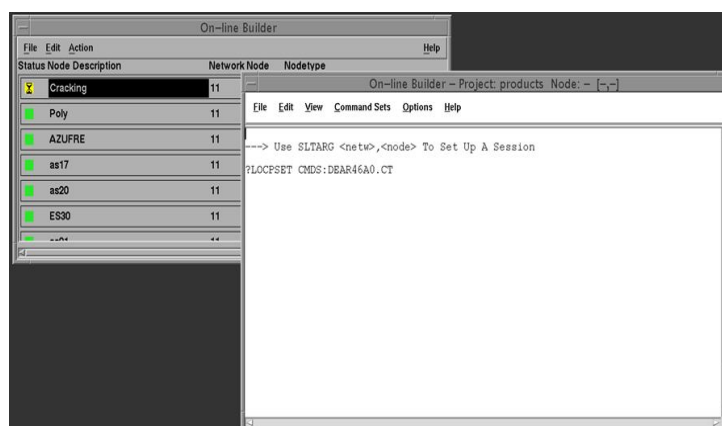 On-line Builder
File Edit Action Help
Status Node Description Network Node Nodetype
Cracking 11
Poly 11
AZUFRE 11
as17 11
as20 11
ES30 11
On-line Builder - Project: products Node: - [-,-]
File Edit View Command Sets Options Help
---> Use SLTARG <netw>,<node> To Set Up A Session
?LOCPSET CMDS:DEAR46A0.CT